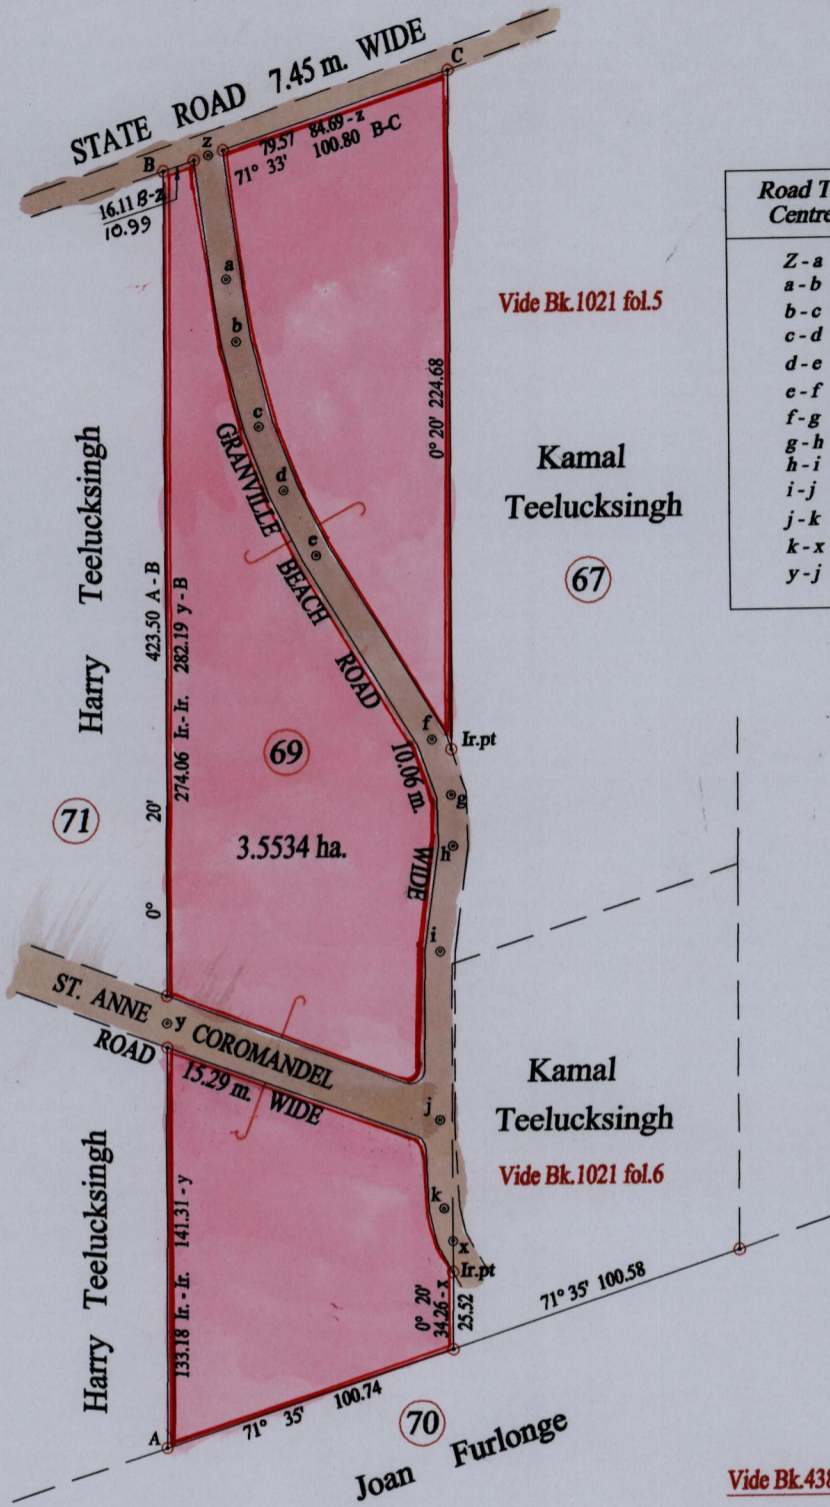 STATE ROAD 7.45 m. WIDE
C
B
z
79.57 84.69 - z
71° 33' 100.80 B-C
16.11 B-z
10.99
Road T
Centre
Z - a
a - b
b - c
c - d
d - e
e - f
f - g
g - h
h - i
i - j
j - k
k - x
y - j
a
b
c
d
e
Vide Bk.1021 fol.5
0° 20' 224.68
Kamal
Teelucksingh
67
GRANVILLE BEACH ROAD
10.06 m. WIDE
Harry Teelucksingh
423.50 A - B
0° 20'
274.06 Ir.- Ir. 282.19 y - B
f
Ir.pt
g
h
i
69
71
3.5534 ha.
ST. ANNE
y
COROMANDEL
ROAD
15.29 m. WIDE
j
k
x
Ir.pt
Kamal
Teelucksingh
Vide Bk.1021 fol.6
Harry Teelucksingh
133.18 Ir. - Ir. 141.31 - y
0° 20'
34.26 - x
25.52
71° 35' 100.58
A
71° 35' 100.74
70
Joan Furlonge
Vide Bk.438